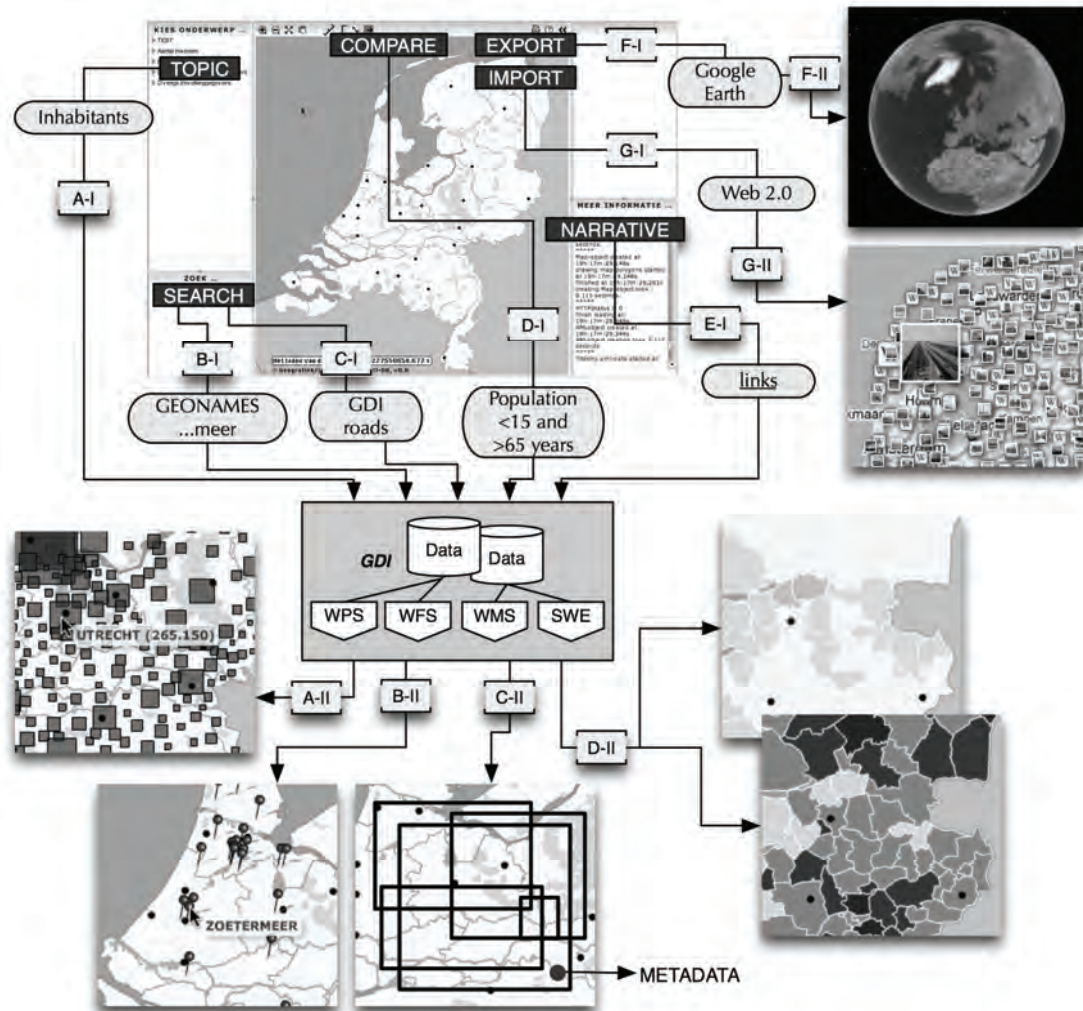 KIES ONDERWERP ...
TOPIC
COMPARE
EXPORT
IMPORT
F-I
Google
Earth
F-II
Inhabitants
A-I
G-I
Web 2.0
G-II
MEER INFORMATIE ...
NARRATIVE
ZOEK ...
SEARCH
B-I
C-I
D-I
E-I
links
GEONAMES
...meer
GDI
roads
Population
<15 and
>65 years
GDI
Data
Data
WPS
WFS
WMS
SWE
UTRECHT (265.150)
A-II
B-II
C-II
D-II
ZOETERMEER
METADATA